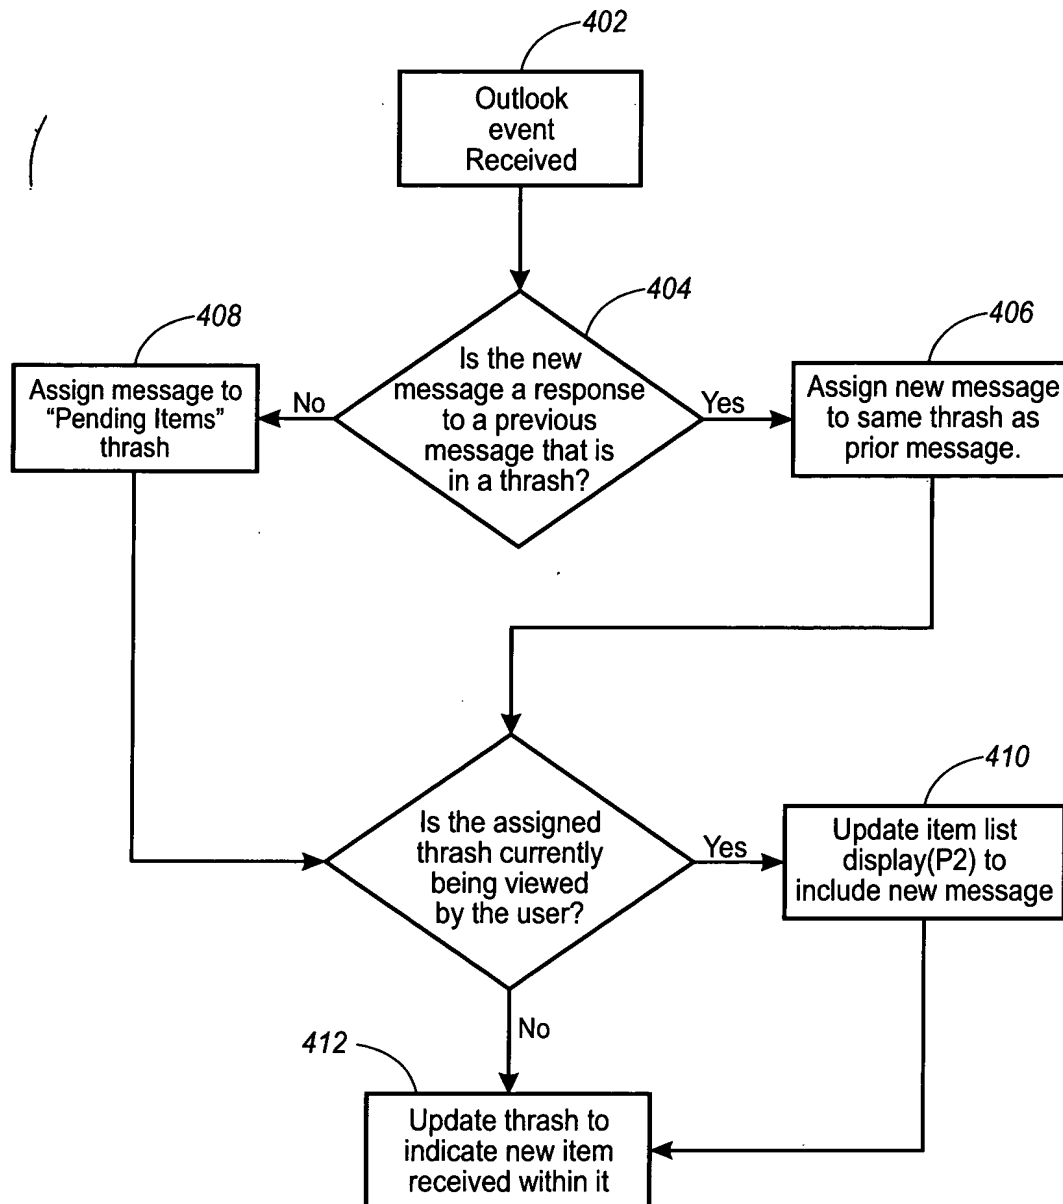 402
Outlook
event
Received
404
Is the new
message a response
to a previous
message that is
in a thrash?
No
Yes
408
Assign message to
“Pending Items”
thrash
406
Assign new message
to same thrash as
prior message.
Is the assigned
thrash currently
being viewed
by the user?
Yes
No
410
Update item list
display(P2) to
include new message
412
Update thrash to
indicate new item
received within it